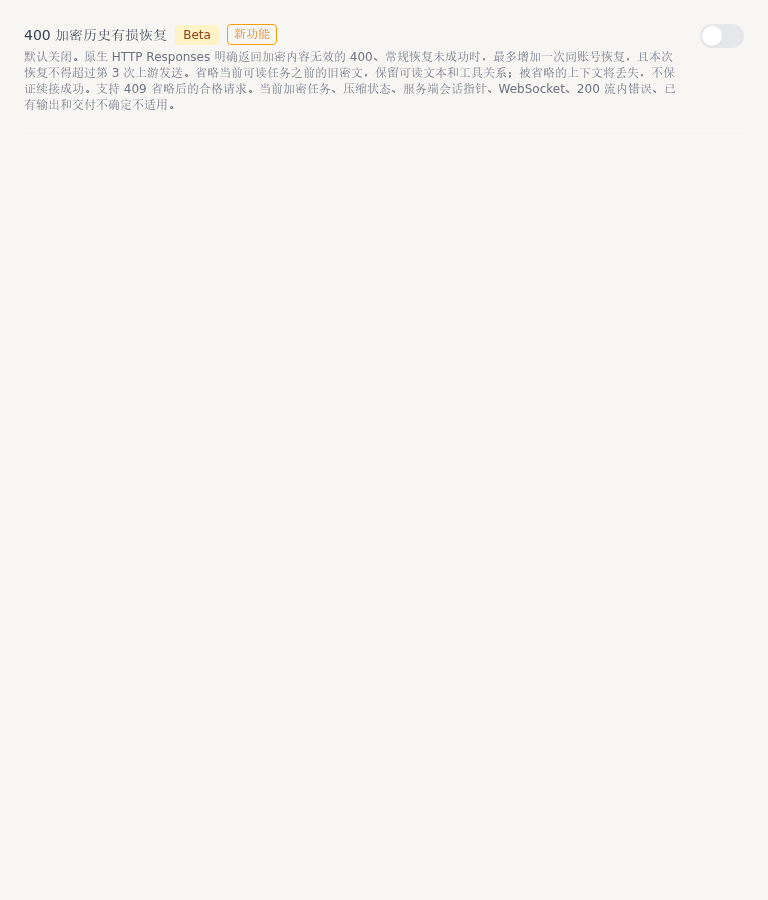 400 加密历史有损恢复 Beta 新功能
默认关闭。原生 HTTP Responses 明确返回加密内容无效的 400、常规恢复未成功时，最多增加一次同账号恢复，且本次
恢复不得超过第 3 次上游发送。省略当前可读任务之前的旧密文，保留可读文本和工具关系；被省略的上下文将丢失，不保
证续接成功。支持 409 省略后的合格请求。当前加密任务、压缩状态、服务端会话指针、WebSocket、200 流内错误、已
有输出和交付不确定不适用。